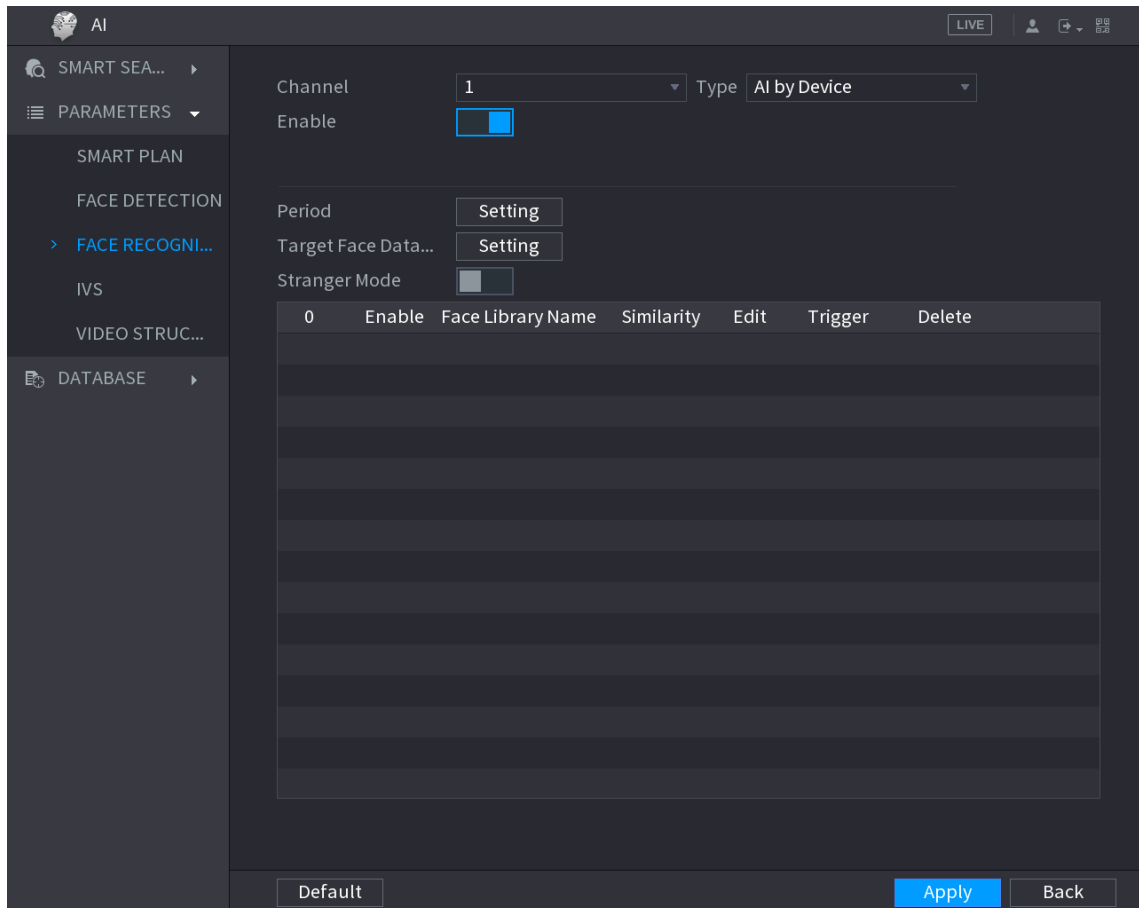 AI
LIVE
SMART SEA...
PARAMETERS
SMART PLAN
FACE DETECTION
FACE RECOGNI...
IVS
VIDEO STRUC...
DATABASE
Channel 1 Type AI by Device
Enable
Period Setting
Target Face Data... Setting
Stranger Mode
0 Enable Face Library Name Similarity Edit Trigger Delete
Default Apply Back